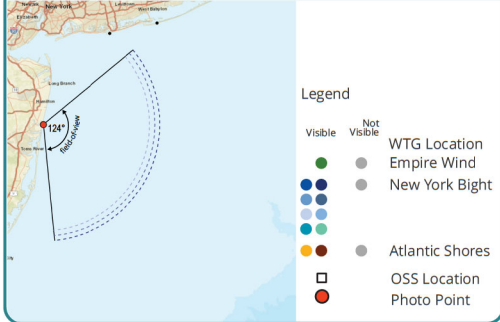 New York
Elizabeth
West Babylon
Long Branch
Hamilton
124°
field-of-view
Toms River
Legend
Visible
Not
Visible
WTG Location
Empire Wind
New York Bight
Atlantic Shores
OSS Location
Photo Point